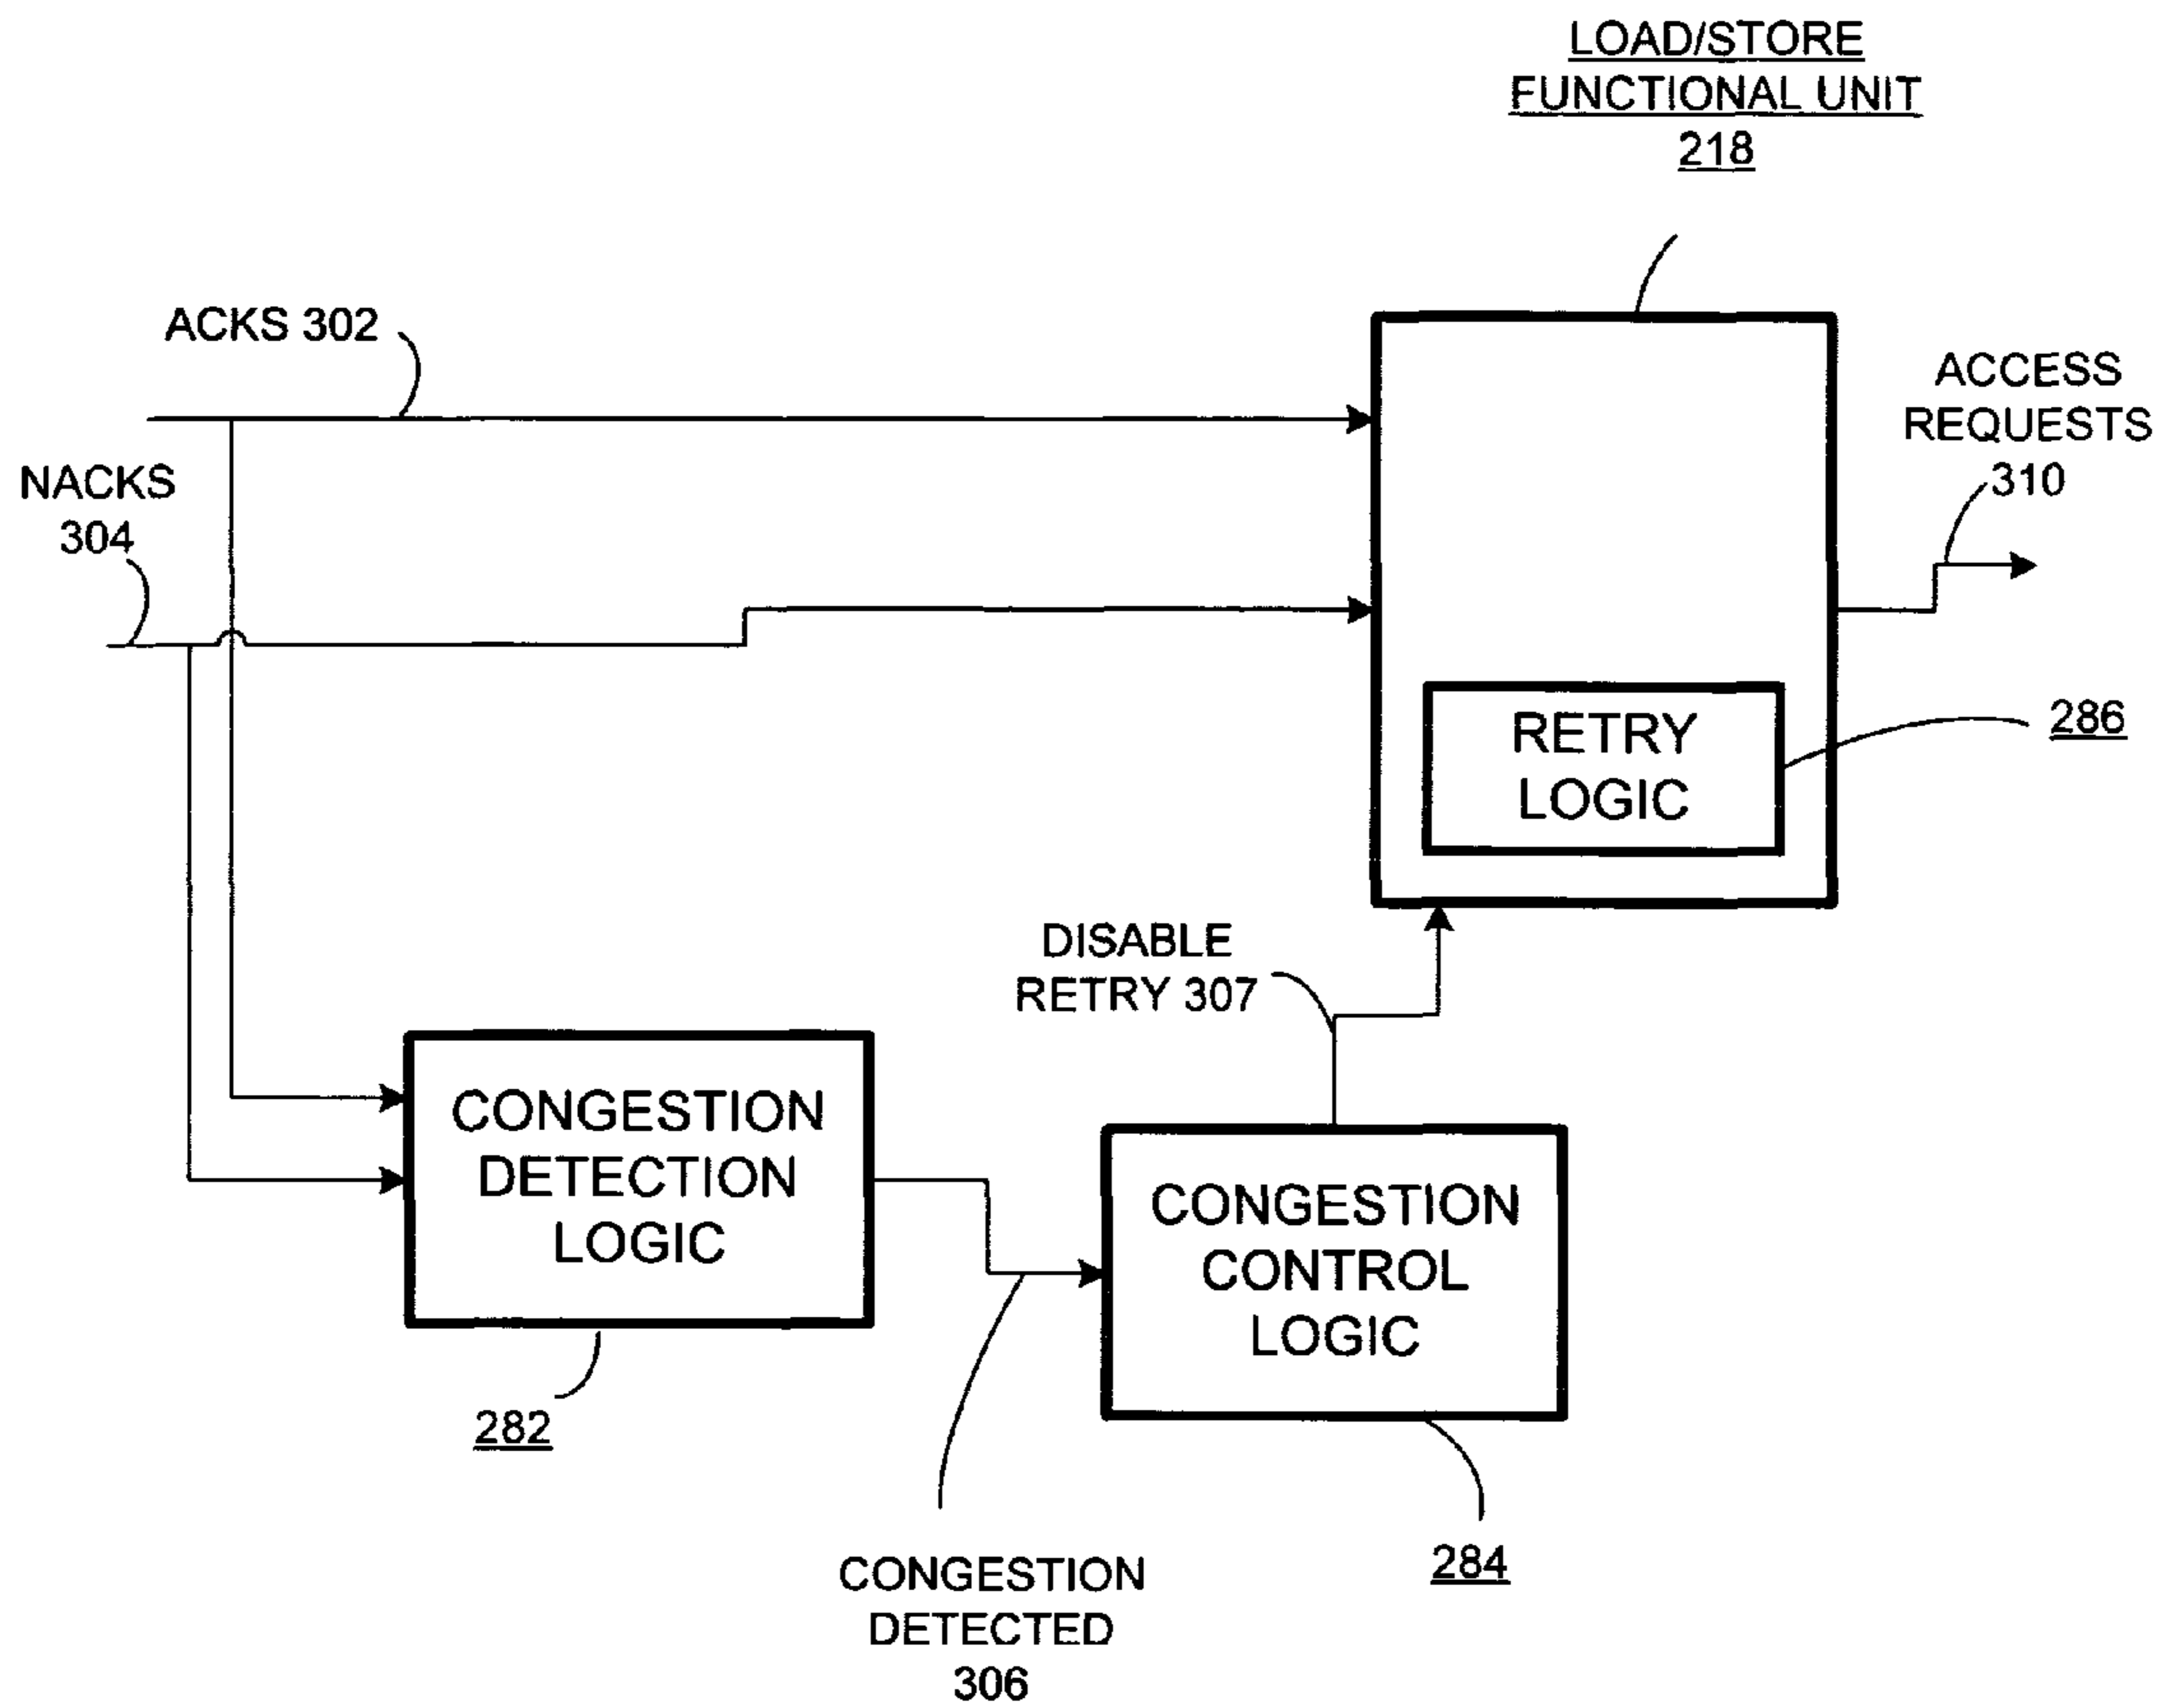 LOAD/STORE
FUNCTIONAL UNIT
218
ACKS 302
ACCESS
REQUESTS
310
NACKS
304
RETRY
LOGIC
286
DISABLE
RETRY 307
CONGESTION
DETECTION
LOGIC
282
CONGESTION
CONTROL
LOGIC
284
CONGESTION
DETECTED
306